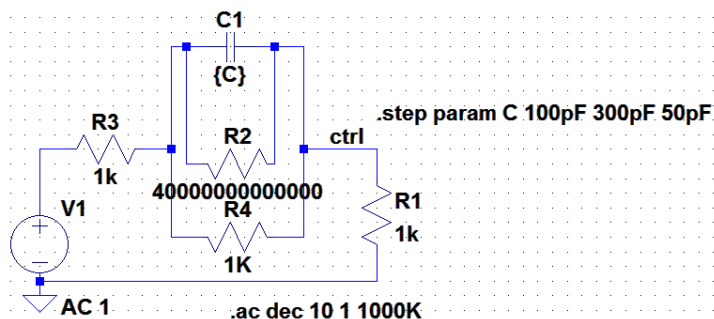 C1
{C}
.step param C 100pF 300pF 50pF
R3
1k
R2
40000000000000
ctrl
R4
1K
R1
1k
V1
AC 1
.ac dec 10 1 1000K